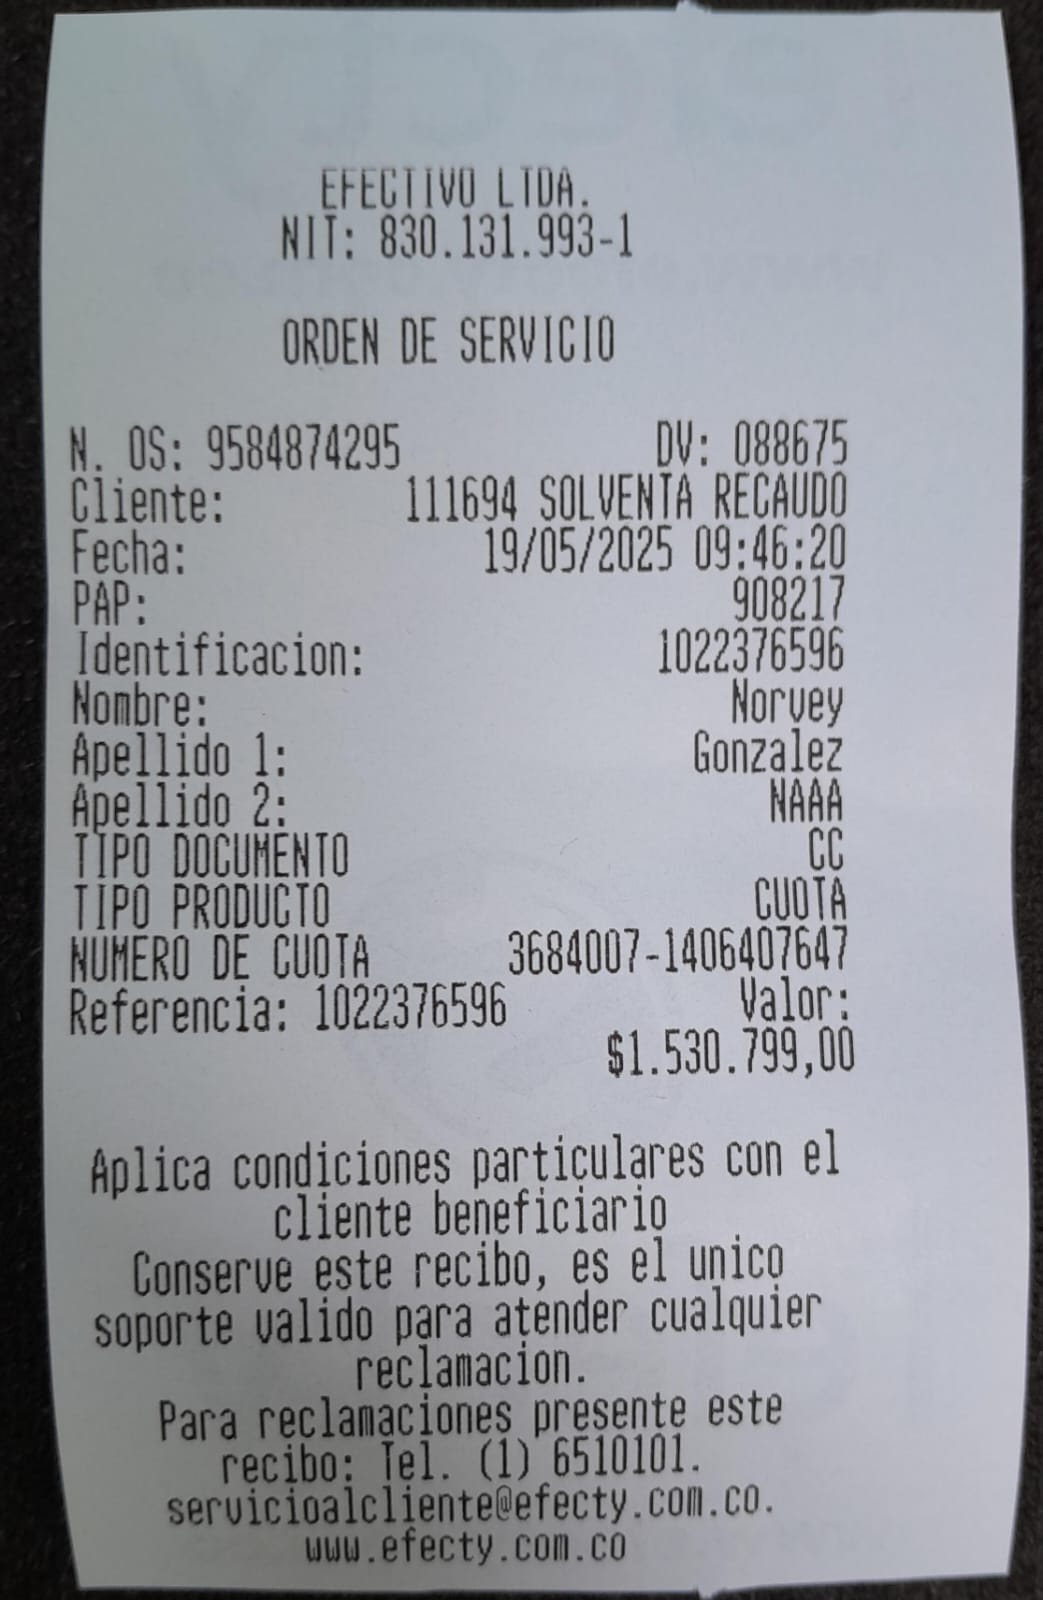 EFECTIVO LTDA.
NIT: 830.131.993-1
ORDEN DE SERVICIO
N. OS: 9584874295 DV: 088675
Cliente: 111694 SOLVENTA RECAUDO
Fecha: 19/05/2025 09:46:20
PAP: 908217
Identificacion: 1022376596
Nombre: Norvey
Apellido 1: Gonzalez
Apellido 2: NAAA
TIPO DOCUMENTO CC
TIPO PRODUCTO CUOTA
NUMERO DE CUOTA 3684007-1406407647
Referencia: 1022376596 Valor:
$1.530.799,00
Aplica condiciones particulares con el
cliente beneficiario
Conserve este recibo, es el unico
soporte valido para atender cualquier
reclamacion.
Para reclamaciones presente este
recibo: Tel. (1) 6510101.
servicioalcliente@efecty.com.co.
www.efecty.com.co